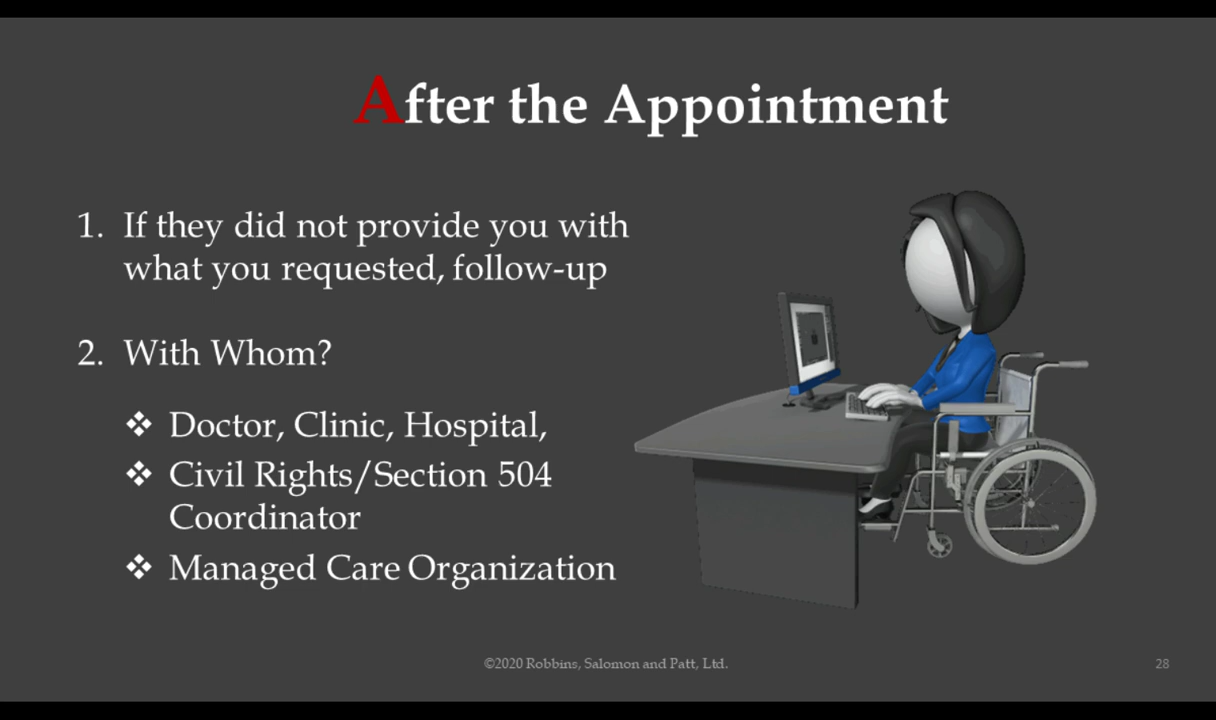 After the Appointment
1. If they did not provide you with
what you requested, follow-up
2. With Whom?
❖ Doctor, Clinic, Hospital,
❖ Civil Rights/Section 504
Coordinator
❖ Managed Care Organization
©2020 Robbins, Salomon and Patt, Ltd.
28